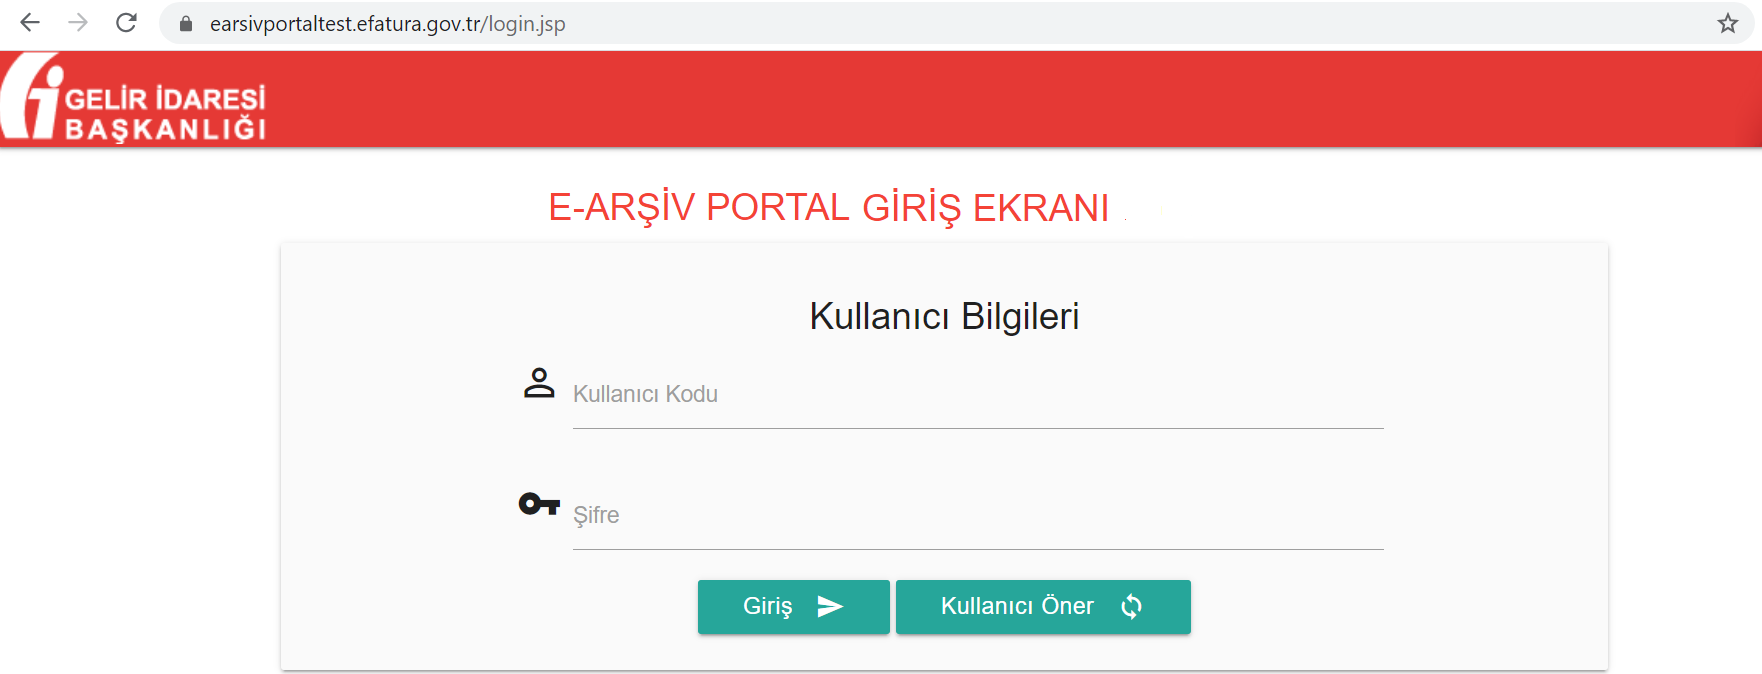 earsivportaltest.efatura.gov.tr/login.jsp
GELİR İDARESİ
BAŞKANLIĞI
E-ARŞİV PORTAL GİRİŞ EKRANI
Kullanıcı Bilgileri
Kullanıcı Kodu
Şifre
Giriş
Kullanıcı Öner